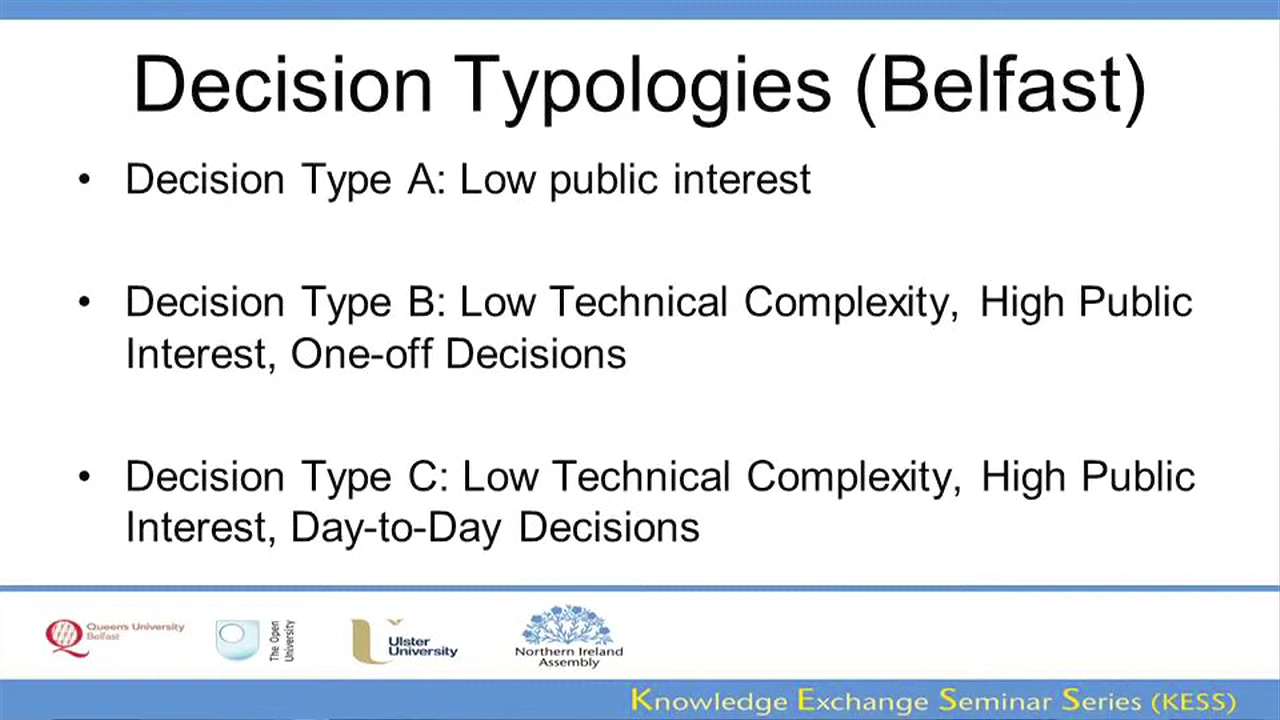 Decision Typologies (Belfast)
• Decision Type A: Low public interest
• Decision Type B: Low Technical Complexity, High Public
Interest, One-off Decisions
• Decision Type C: Low Technical Complexity, High Public
Interest, Day-to-Day Decisions
Queen's University
Belfast
The Open
University
Ulster
University
Northern Ireland
Assembly
Knowledge Exchange Seminar Series (KESS)